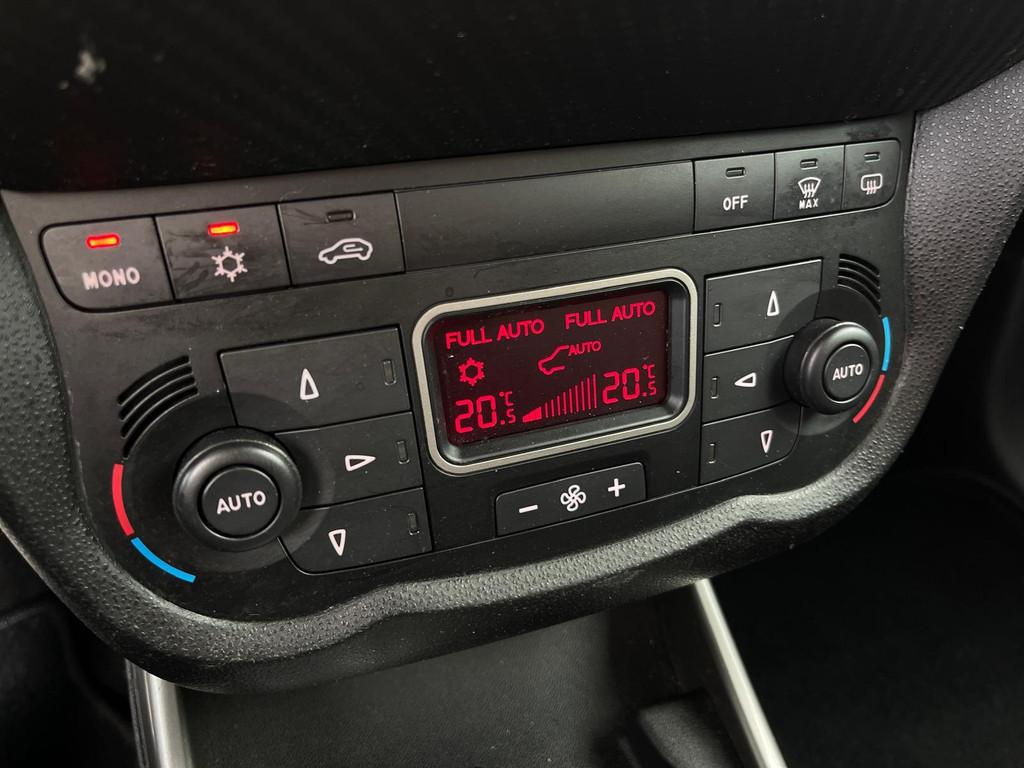 MONO
OFF
MAX
FULL AUTO FULL AUTO
AUTO
20.5°C 20.5°C
AUTO
AUTO
- +